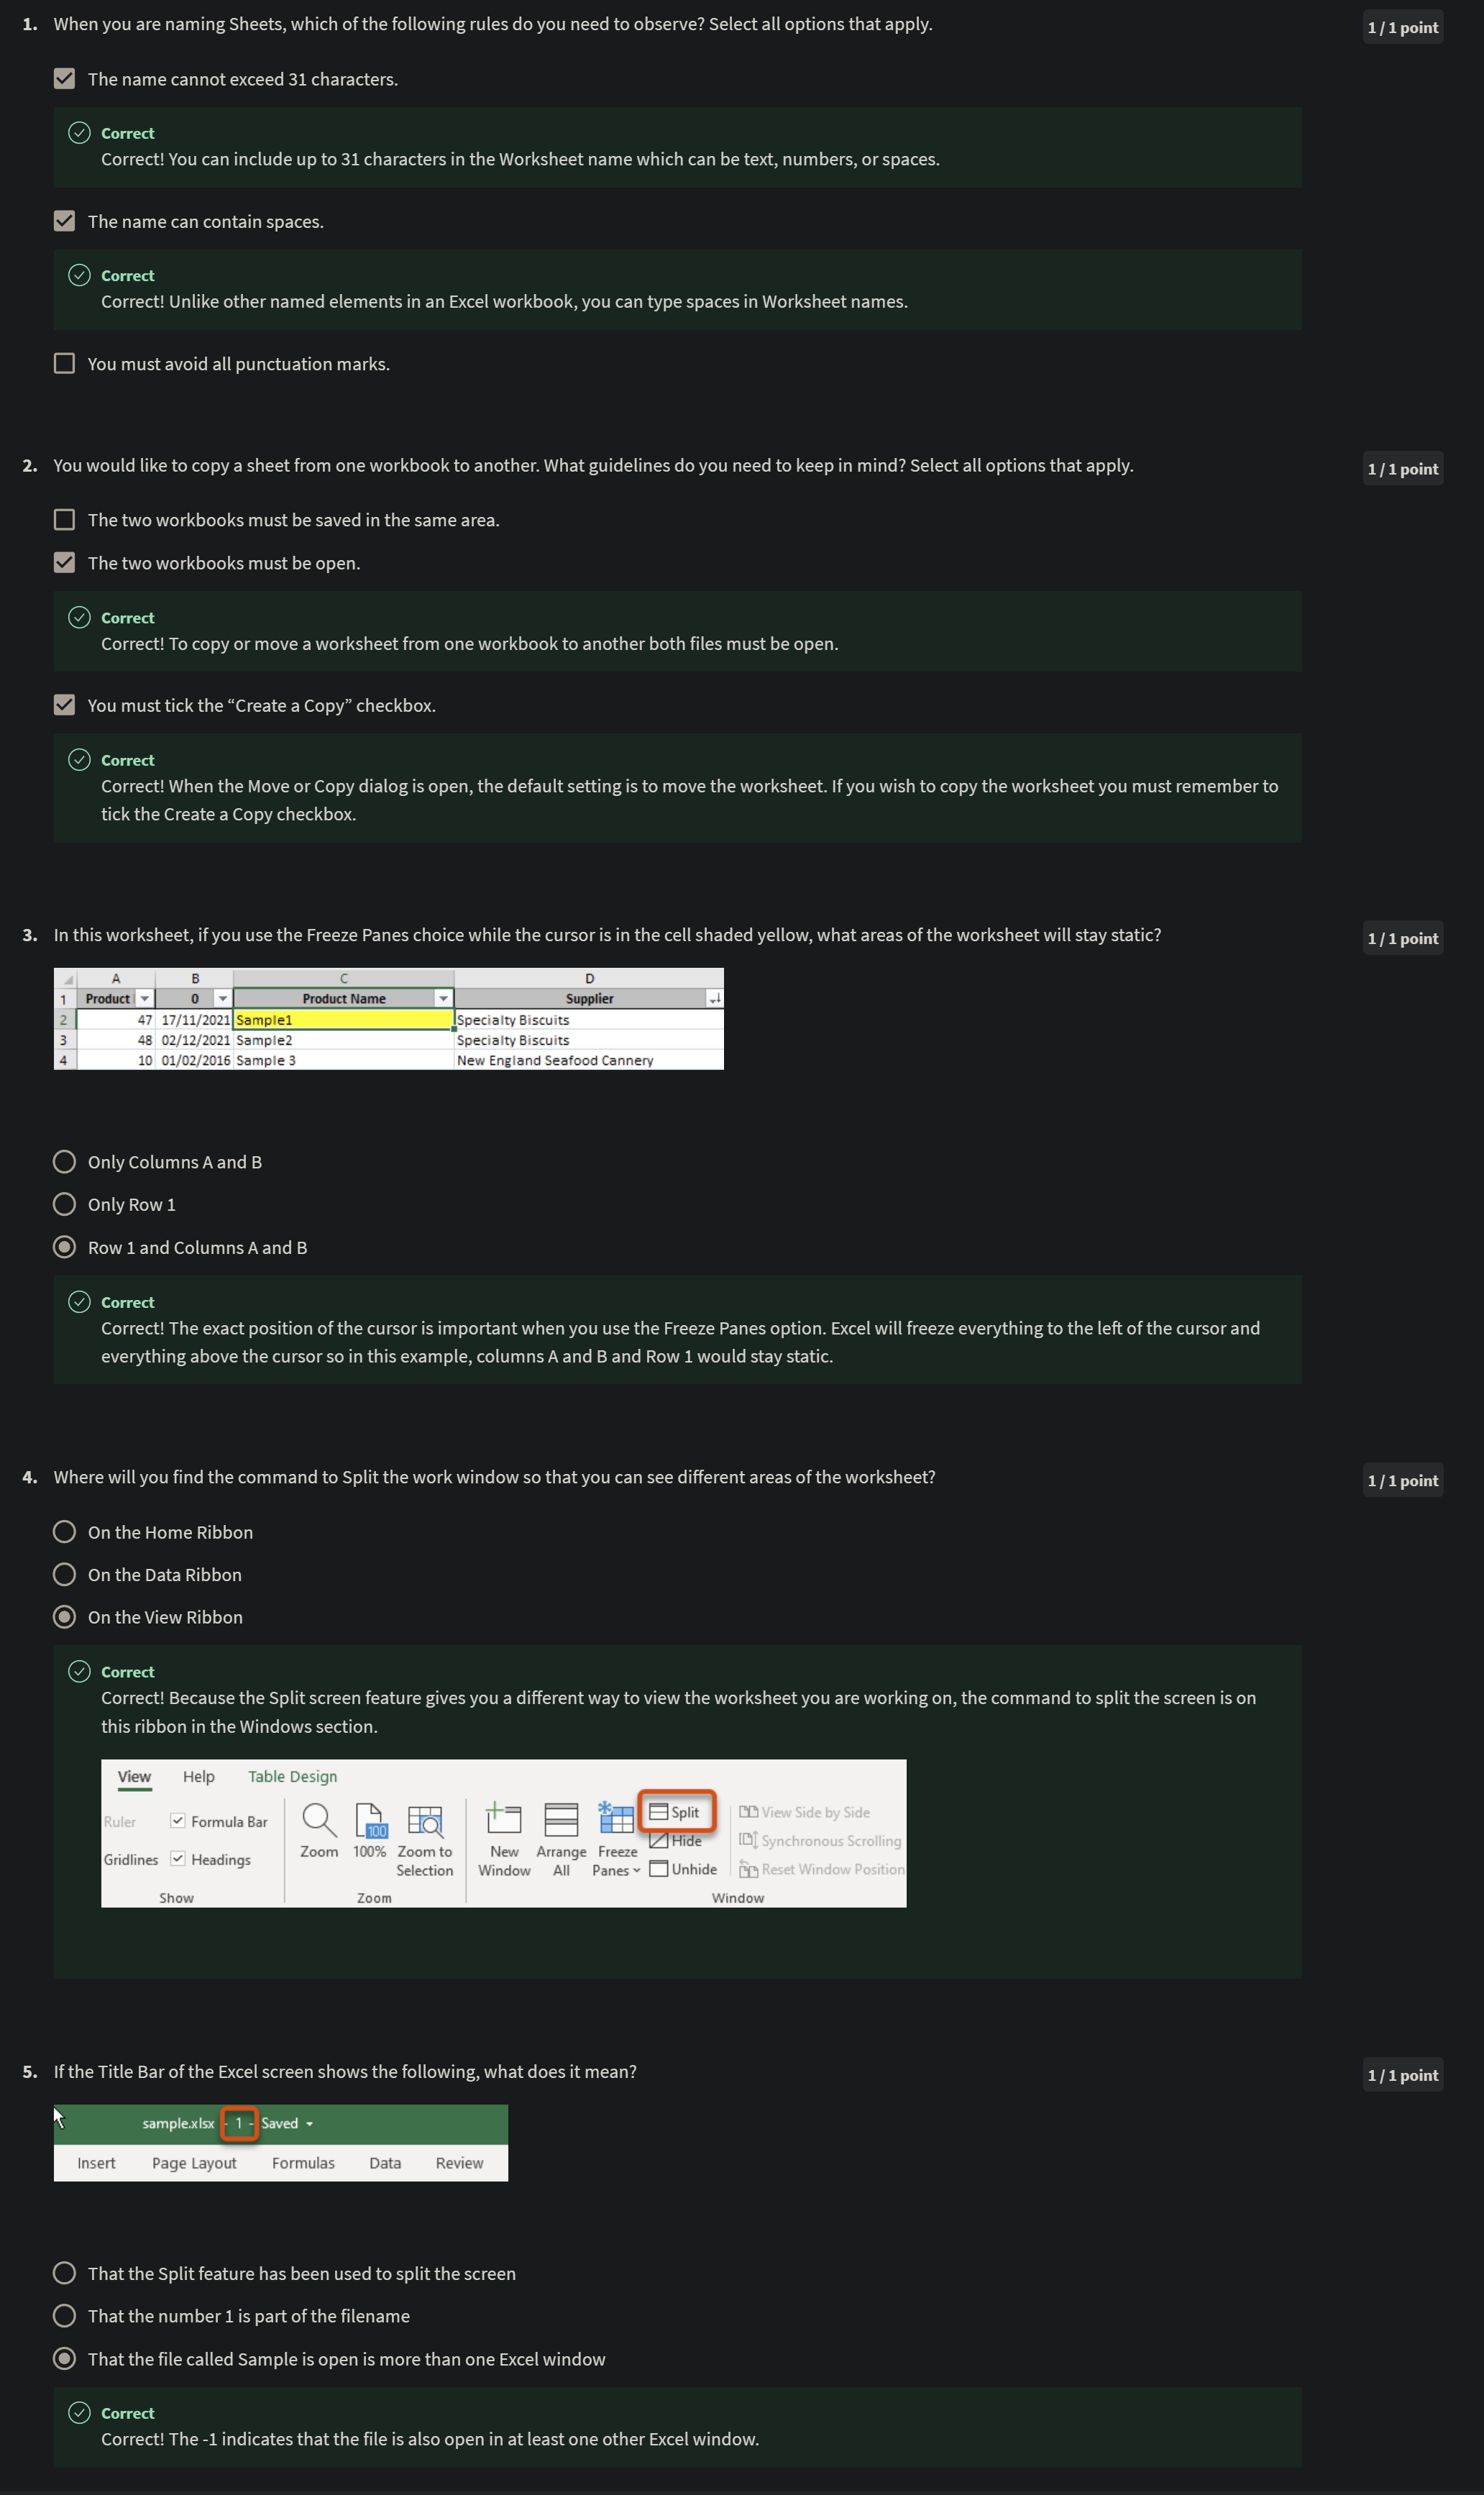 1. When you are naming Sheets, which of the following rules do you need to observe? Select all options that apply.
1 / 1 point
The name cannot exceed 31 characters.
Correct
Correct! You can include up to 31 characters in the Worksheet name which can be text, numbers, or spaces.
The name can contain spaces.
Correct
Correct! Unlike other named elements in an Excel workbook, you can type spaces in Worksheet names.
You must avoid all punctuation marks.
2. You would like to copy a sheet from one workbook to another. What guidelines do you need to keep in mind? Select all options that apply.
1 / 1 point
The two workbooks must be saved in the same area.
The two workbooks must be open.
Correct
Correct! To copy or move a worksheet from one workbook to another both files must be open.
You must tick the “Create a Copy” checkbox.
Correct
Correct! When the Move or Copy dialog is open, the default setting is to move the worksheet. If you wish to copy the worksheet you must remember to
tick the Create a Copy checkbox.
3. In this worksheet, if you use the Freeze Panes choice while the cursor is in the cell shaded yellow, what areas of the worksheet will stay static?
1 / 1 point
A B C D
1 Product 0 Product Name Supplier
2 47 17/11/2021 Sample1 Specialty Biscuits
3 48 02/12/2021 Sample2 Specialty Biscuits
4 10 01/02/2016 Sample 3 New England Seafood Cannery
Only Columns A and B
Only Row 1
Row 1 and Columns A and B
Correct
Correct! The exact position of the cursor is important when you use the Freeze Panes option. Excel will freeze everything to the left of the cursor and
everything above the cursor so in this example, columns A and B and Row 1 would stay static.
4. Where will you find the command to Split the work window so that you can see different areas of the worksheet?
1 / 1 point
On the Home Ribbon
On the Data Ribbon
On the View Ribbon
Correct
Correct! Because the Split screen feature gives you a different way to view the worksheet you are working on, the command to split the screen is on
this ribbon in the Windows section.
View Help Table Design
Ruler Formula Bar
Gridlines Headings
Show
Zoom
100
100%
Zoom to
Selection
Zoom
New
Window
Arrange
All
Freeze
Panes
Split
Hide
Unhide
View Side by Side
Synchronous Scrolling
Reset Window Position
Window
5. If the Title Bar of the Excel screen shows the following, what does it mean?
1 / 1 point
sample.xlsx - 1 - Saved
Insert Page Layout Formulas Data Review
That the Split feature has been used to split the screen
That the number 1 is part of the filename
That the file called Sample is open is more than one Excel window
Correct
Correct! The -1 indicates that the file is also open in at least one other Excel window.